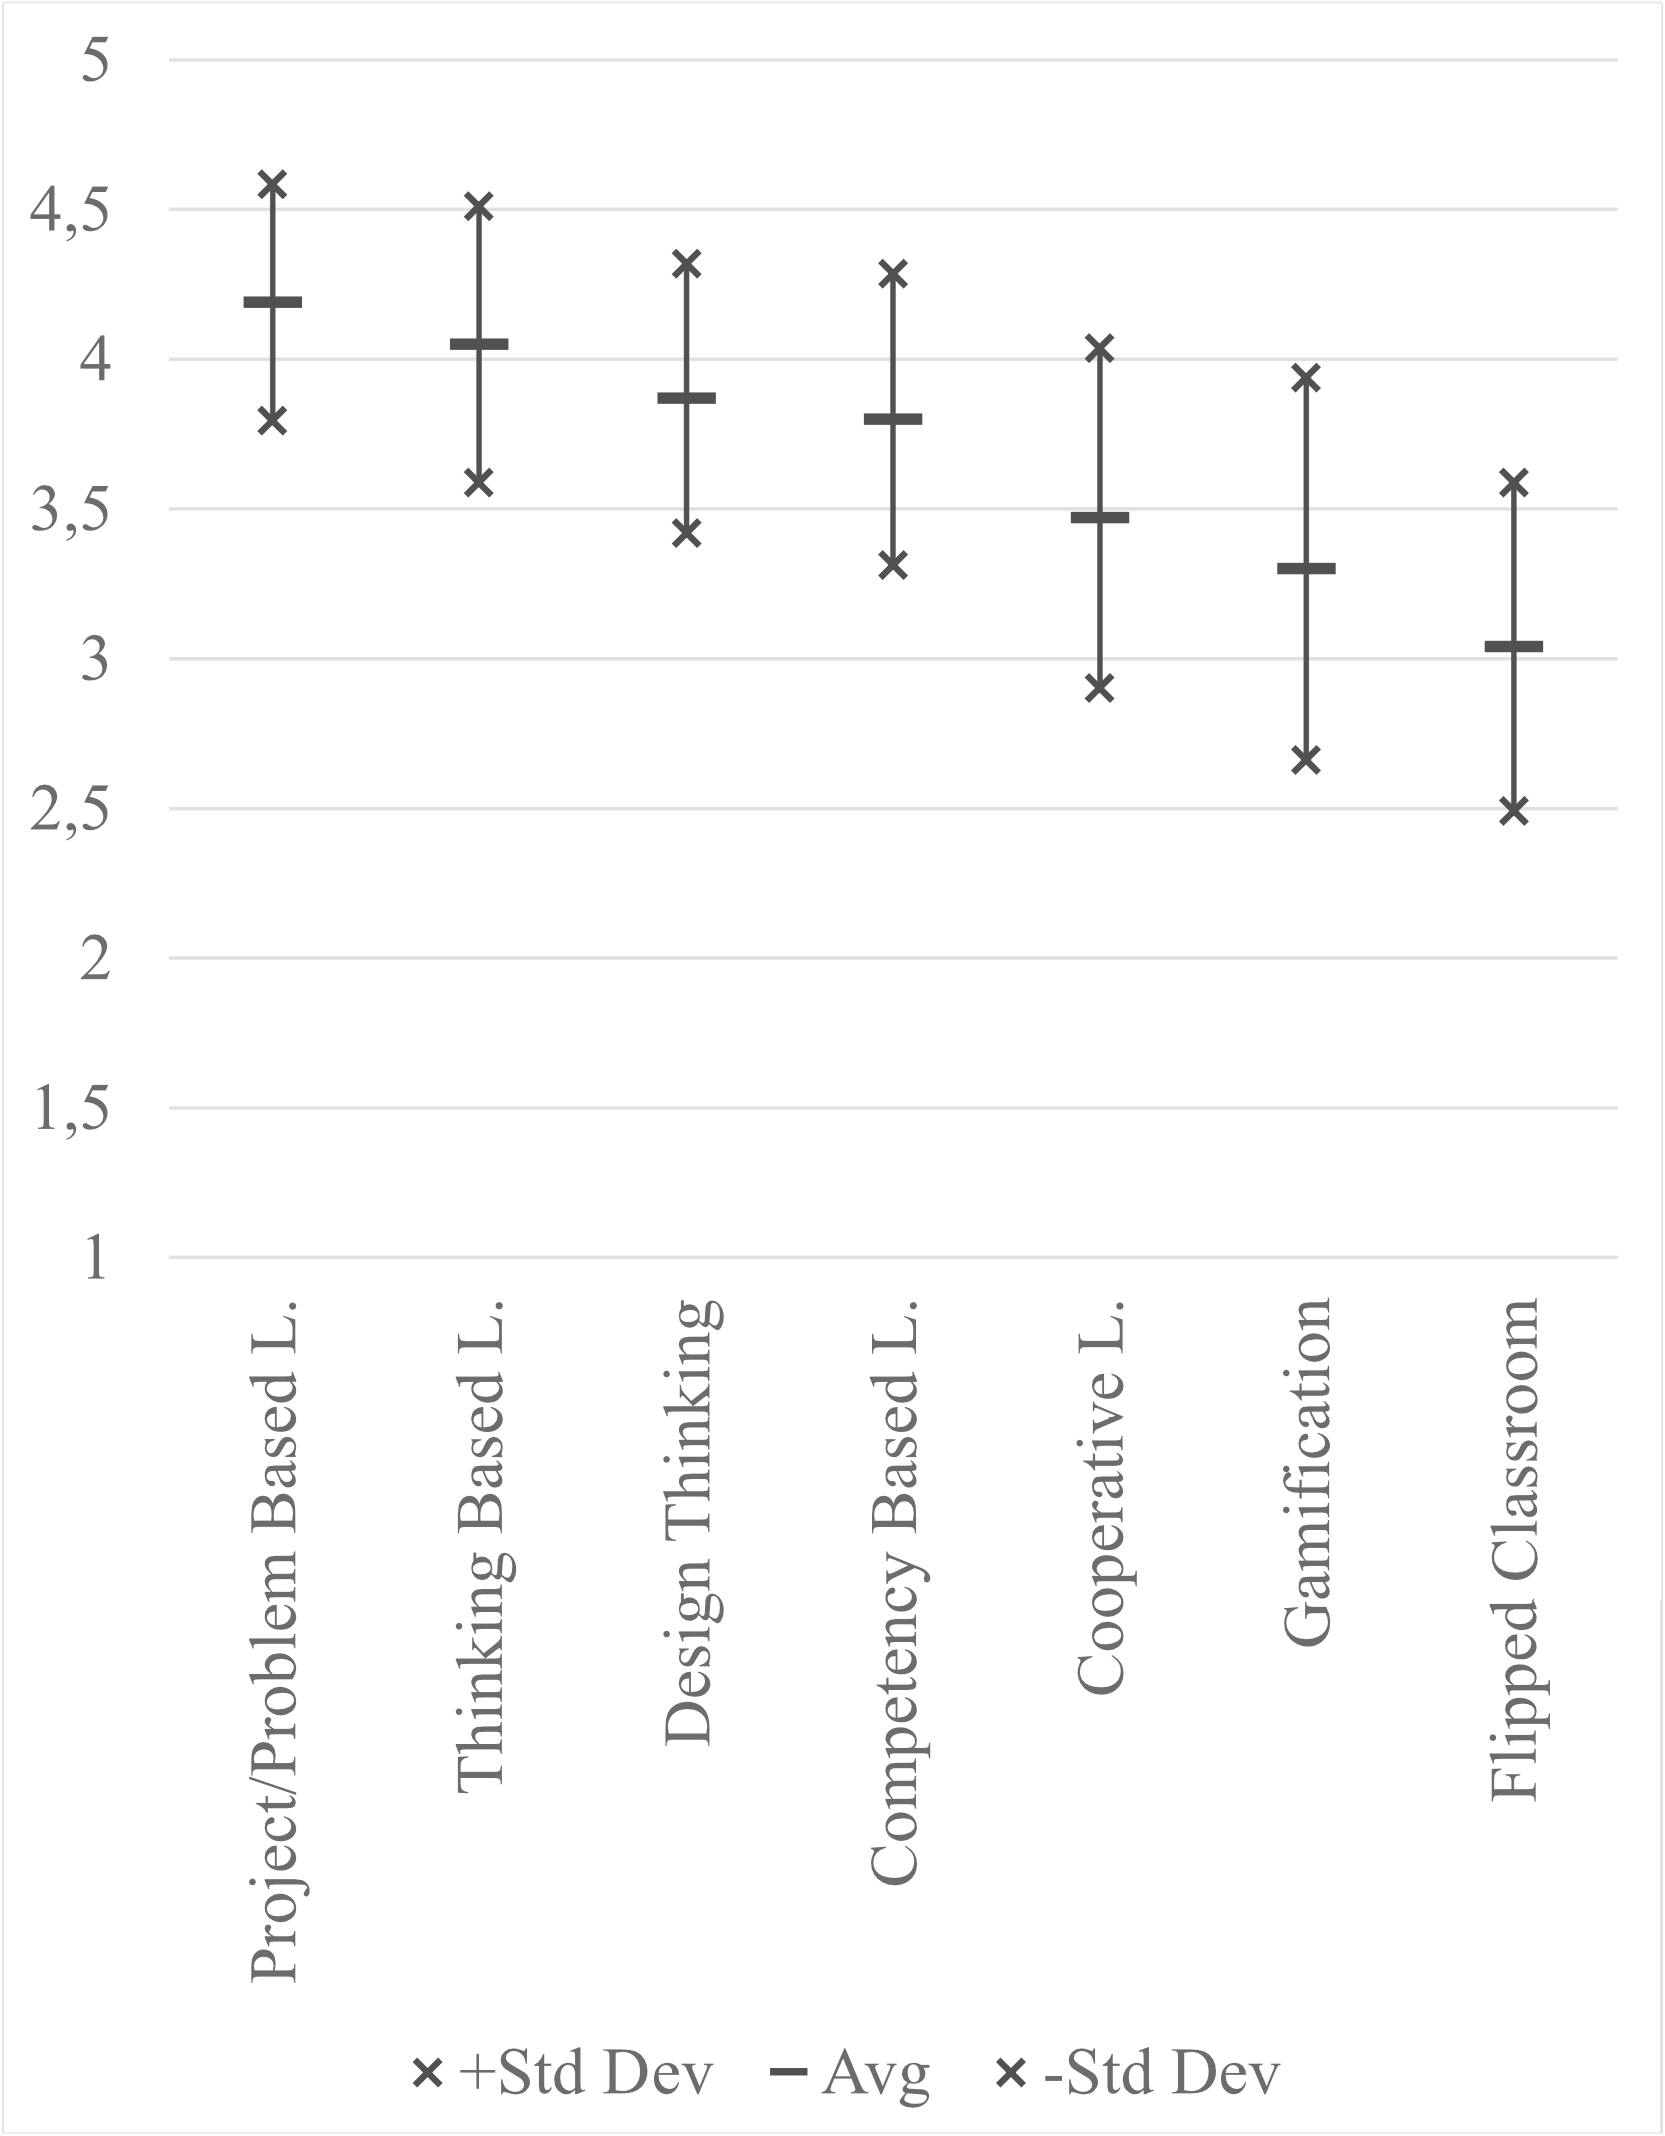 5
4,5
4
3,5
3
2,5
2
1,5
1
Project/Problem Based L.
Thinking Based L.
Design Thinking
Competency Based L.
Cooperative L.
Gamification
Flipped Classroom
+Std Dev Avg -Std Dev